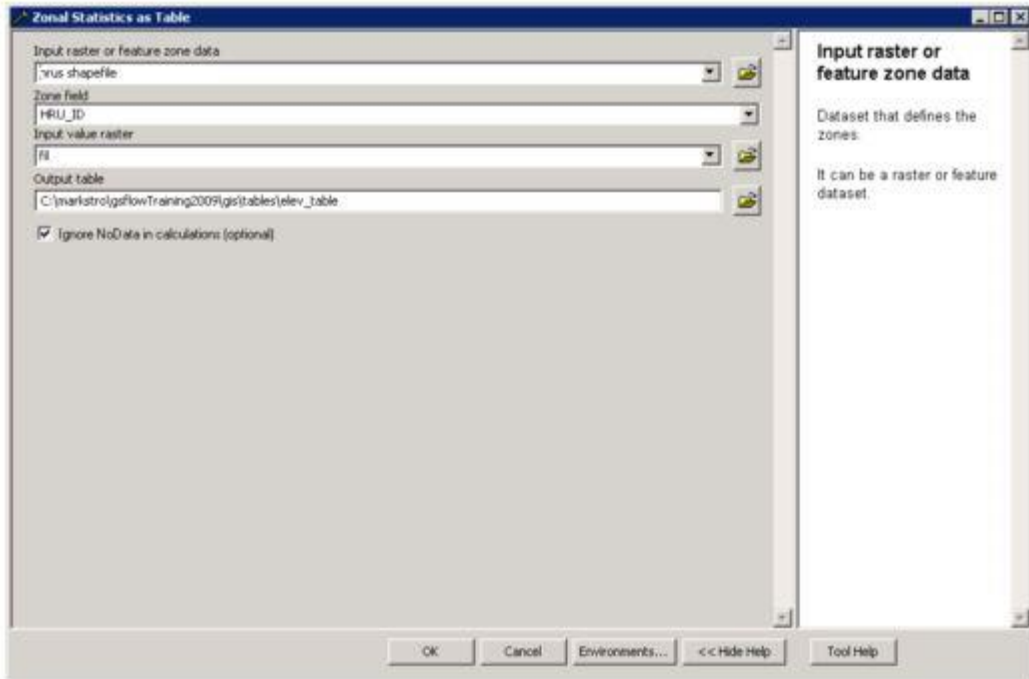 Zonal Statistics as Table
Input raster or feature zone data
hrus shapefile
Zone field
HRU_ID
Input value raster
fil
Output table
C:\markstro\gsflowTraining2009\gis\tables\elev_table
Ignore NoData in calculations (optional)
OK
Cancel
Environments...
<< Hide Help
Input raster or
feature zone data
Dataset that defines the
zones.
It can be a raster or feature
dataset.
Tool Help